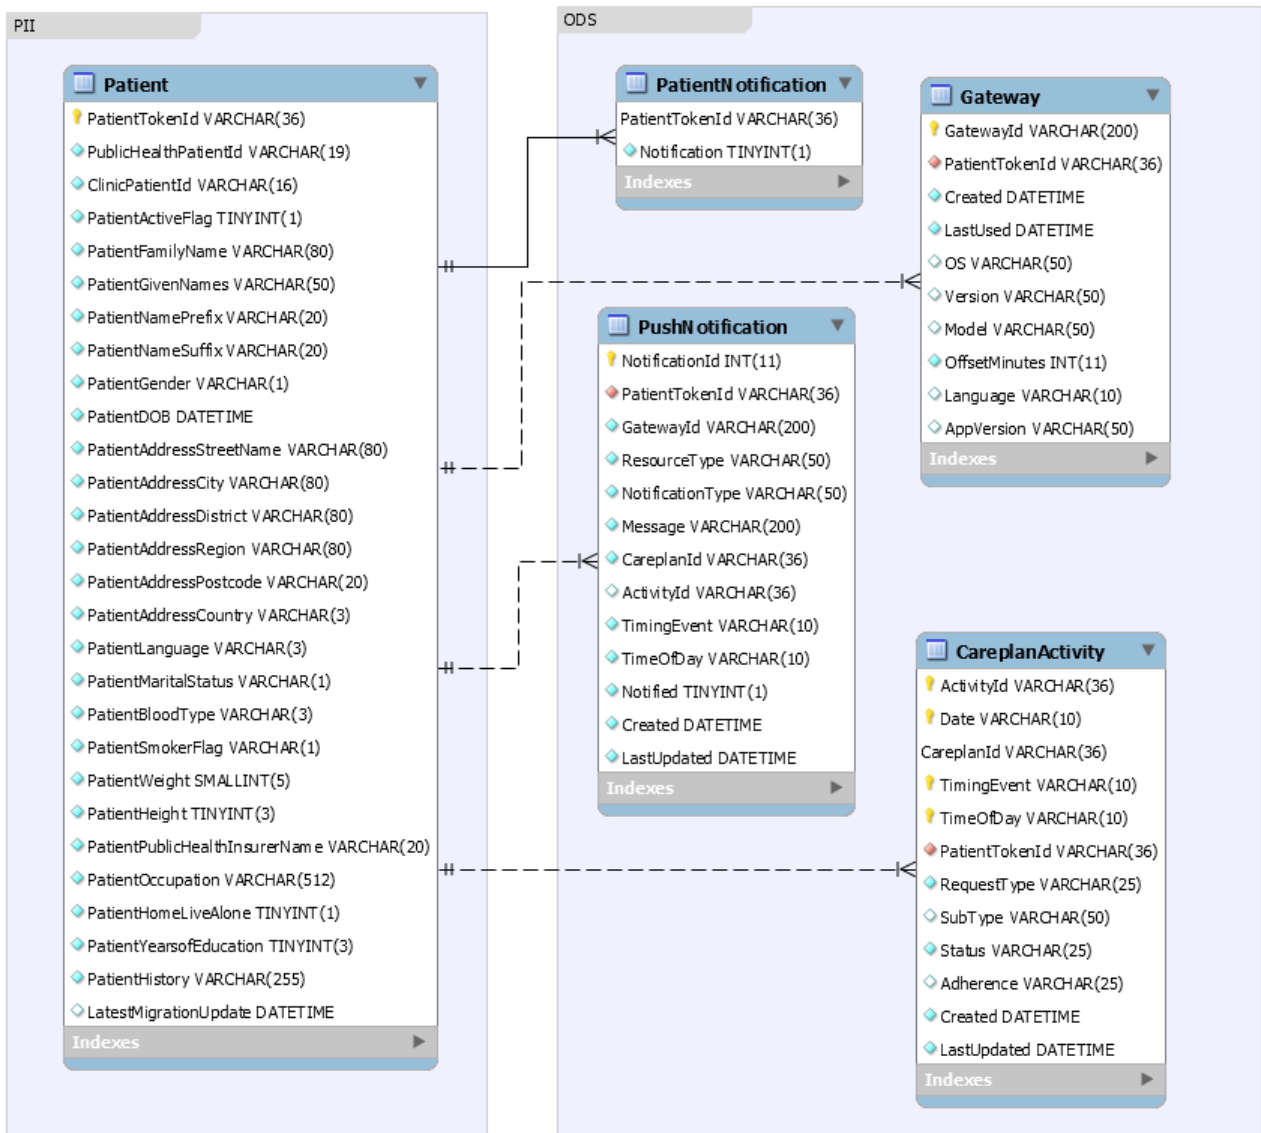 PII
Patient
PatientTokenId VARCHAR(36)
PublicHealthPatientId VARCHAR(19)
ClinicPatientId VARCHAR(16)
PatientActiveFlag TINYINT(1)
PatientFamilyName VARCHAR(80)
PatientGivenNames VARCHAR(50)
PatientNamePrefix VARCHAR(20)
PatientNameSuffix VARCHAR(20)
PatientGender VARCHAR(1)
PatientDOB DATETIME
PatientAddressStreetName VARCHAR(80)
PatientAddressCity VARCHAR(80)
PatientAddressDistrict VARCHAR(80)
PatientAddressRegion VARCHAR(80)
PatientAddressPostcode VARCHAR(20)
PatientAddressCountry VARCHAR(3)
PatientLanguage VARCHAR(3)
PatientMaritalStatus VARCHAR(1)
PatientBloodType VARCHAR(3)
PatientSmokerFlag VARCHAR(1)
PatientWeight SMALLINT(5)
PatientHeight TINYINT(3)
PatientPublicHealthInsurerName VARCHAR(20)
PatientOccupation VARCHAR(512)
PatientHomeLiveAlone TINYINT(1)
PatientYearsofEducation TINYINT(3)
PatientHistory VARCHAR(255)
LatestMigrationUpdate DATETIME
Indexes
ODS
PatientNotification
PatientTokenId VARCHAR(36)
Notification TINYINT(1)
Indexes
PushNotification
NotificationId INT(11)
PatientTokenId VARCHAR(36)
GatewayId VARCHAR(200)
ResourceType VARCHAR(50)
NotificationType VARCHAR(50)
Message VARCHAR(200)
CareplanId VARCHAR(36)
ActivityId VARCHAR(36)
TimingEvent VARCHAR(10)
TimeOfDay VARCHAR(10)
Notified TINYINT(1)
Created DATETIME
LastUpdated DATETIME
Indexes
Gateway
GatewayId VARCHAR(200)
PatientTokenId VARCHAR(36)
Created DATETIME
LastUsed DATETIME
OS VARCHAR(50)
Version VARCHAR(50)
Model VARCHAR(50)
OffsetMinutes INT(11)
Language VARCHAR(10)
AppVersion VARCHAR(50)
Indexes
CareplanActivity
ActivityId VARCHAR(36)
Date VARCHAR(10)
CareplanId VARCHAR(36)
TimingEvent VARCHAR(10)
TimeOfDay VARCHAR(10)
PatientTokenId VARCHAR(36)
RequestType VARCHAR(25)
SubType VARCHAR(50)
Status VARCHAR(25)
Adherence VARCHAR(25)
Created DATETIME
LastUpdated DATETIME
Indexes